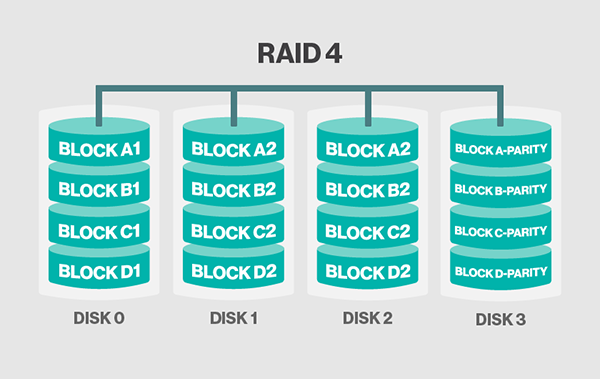 RAID 4
BLOCK A1
BLOCK A2
BLOCK A2
BLOCK A-PARITY
BLOCK B1
BLOCK B2
BLOCK B2
BLOCK B-PARITY
BLOCK C1
BLOCK C2
BLOCK C2
BLOCK C-PARITY
BLOCK D1
BLOCK D2
BLOCK D2
BLOCK D-PARITY
DISK 0
DISK 1
DISK 2
DISK 3